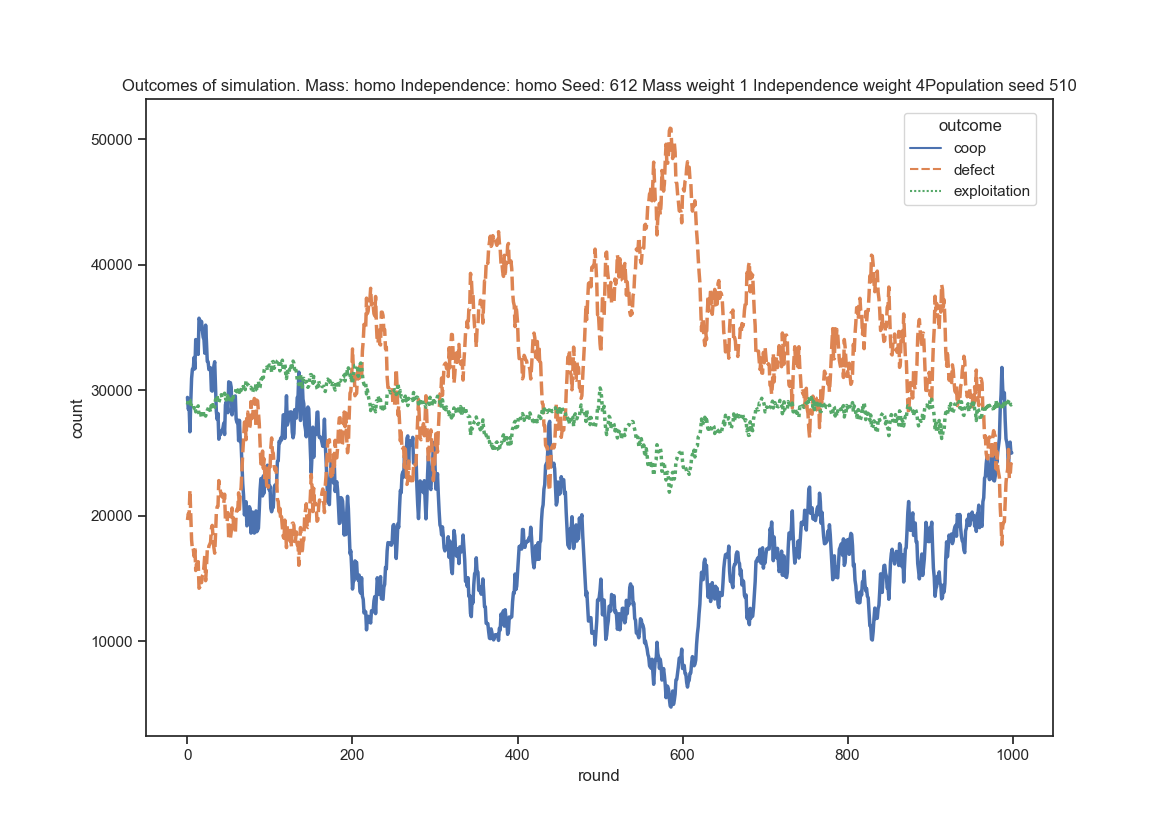 Outcomes of simulation. Mass: homo Independence: homo Seed: 612 Mass weight 1 Independence weight 4Population seed 510
outcome
coop
defect
exploitation
50000
40000
30000
20000
10000
count
0 200 400 600 800 1000
round